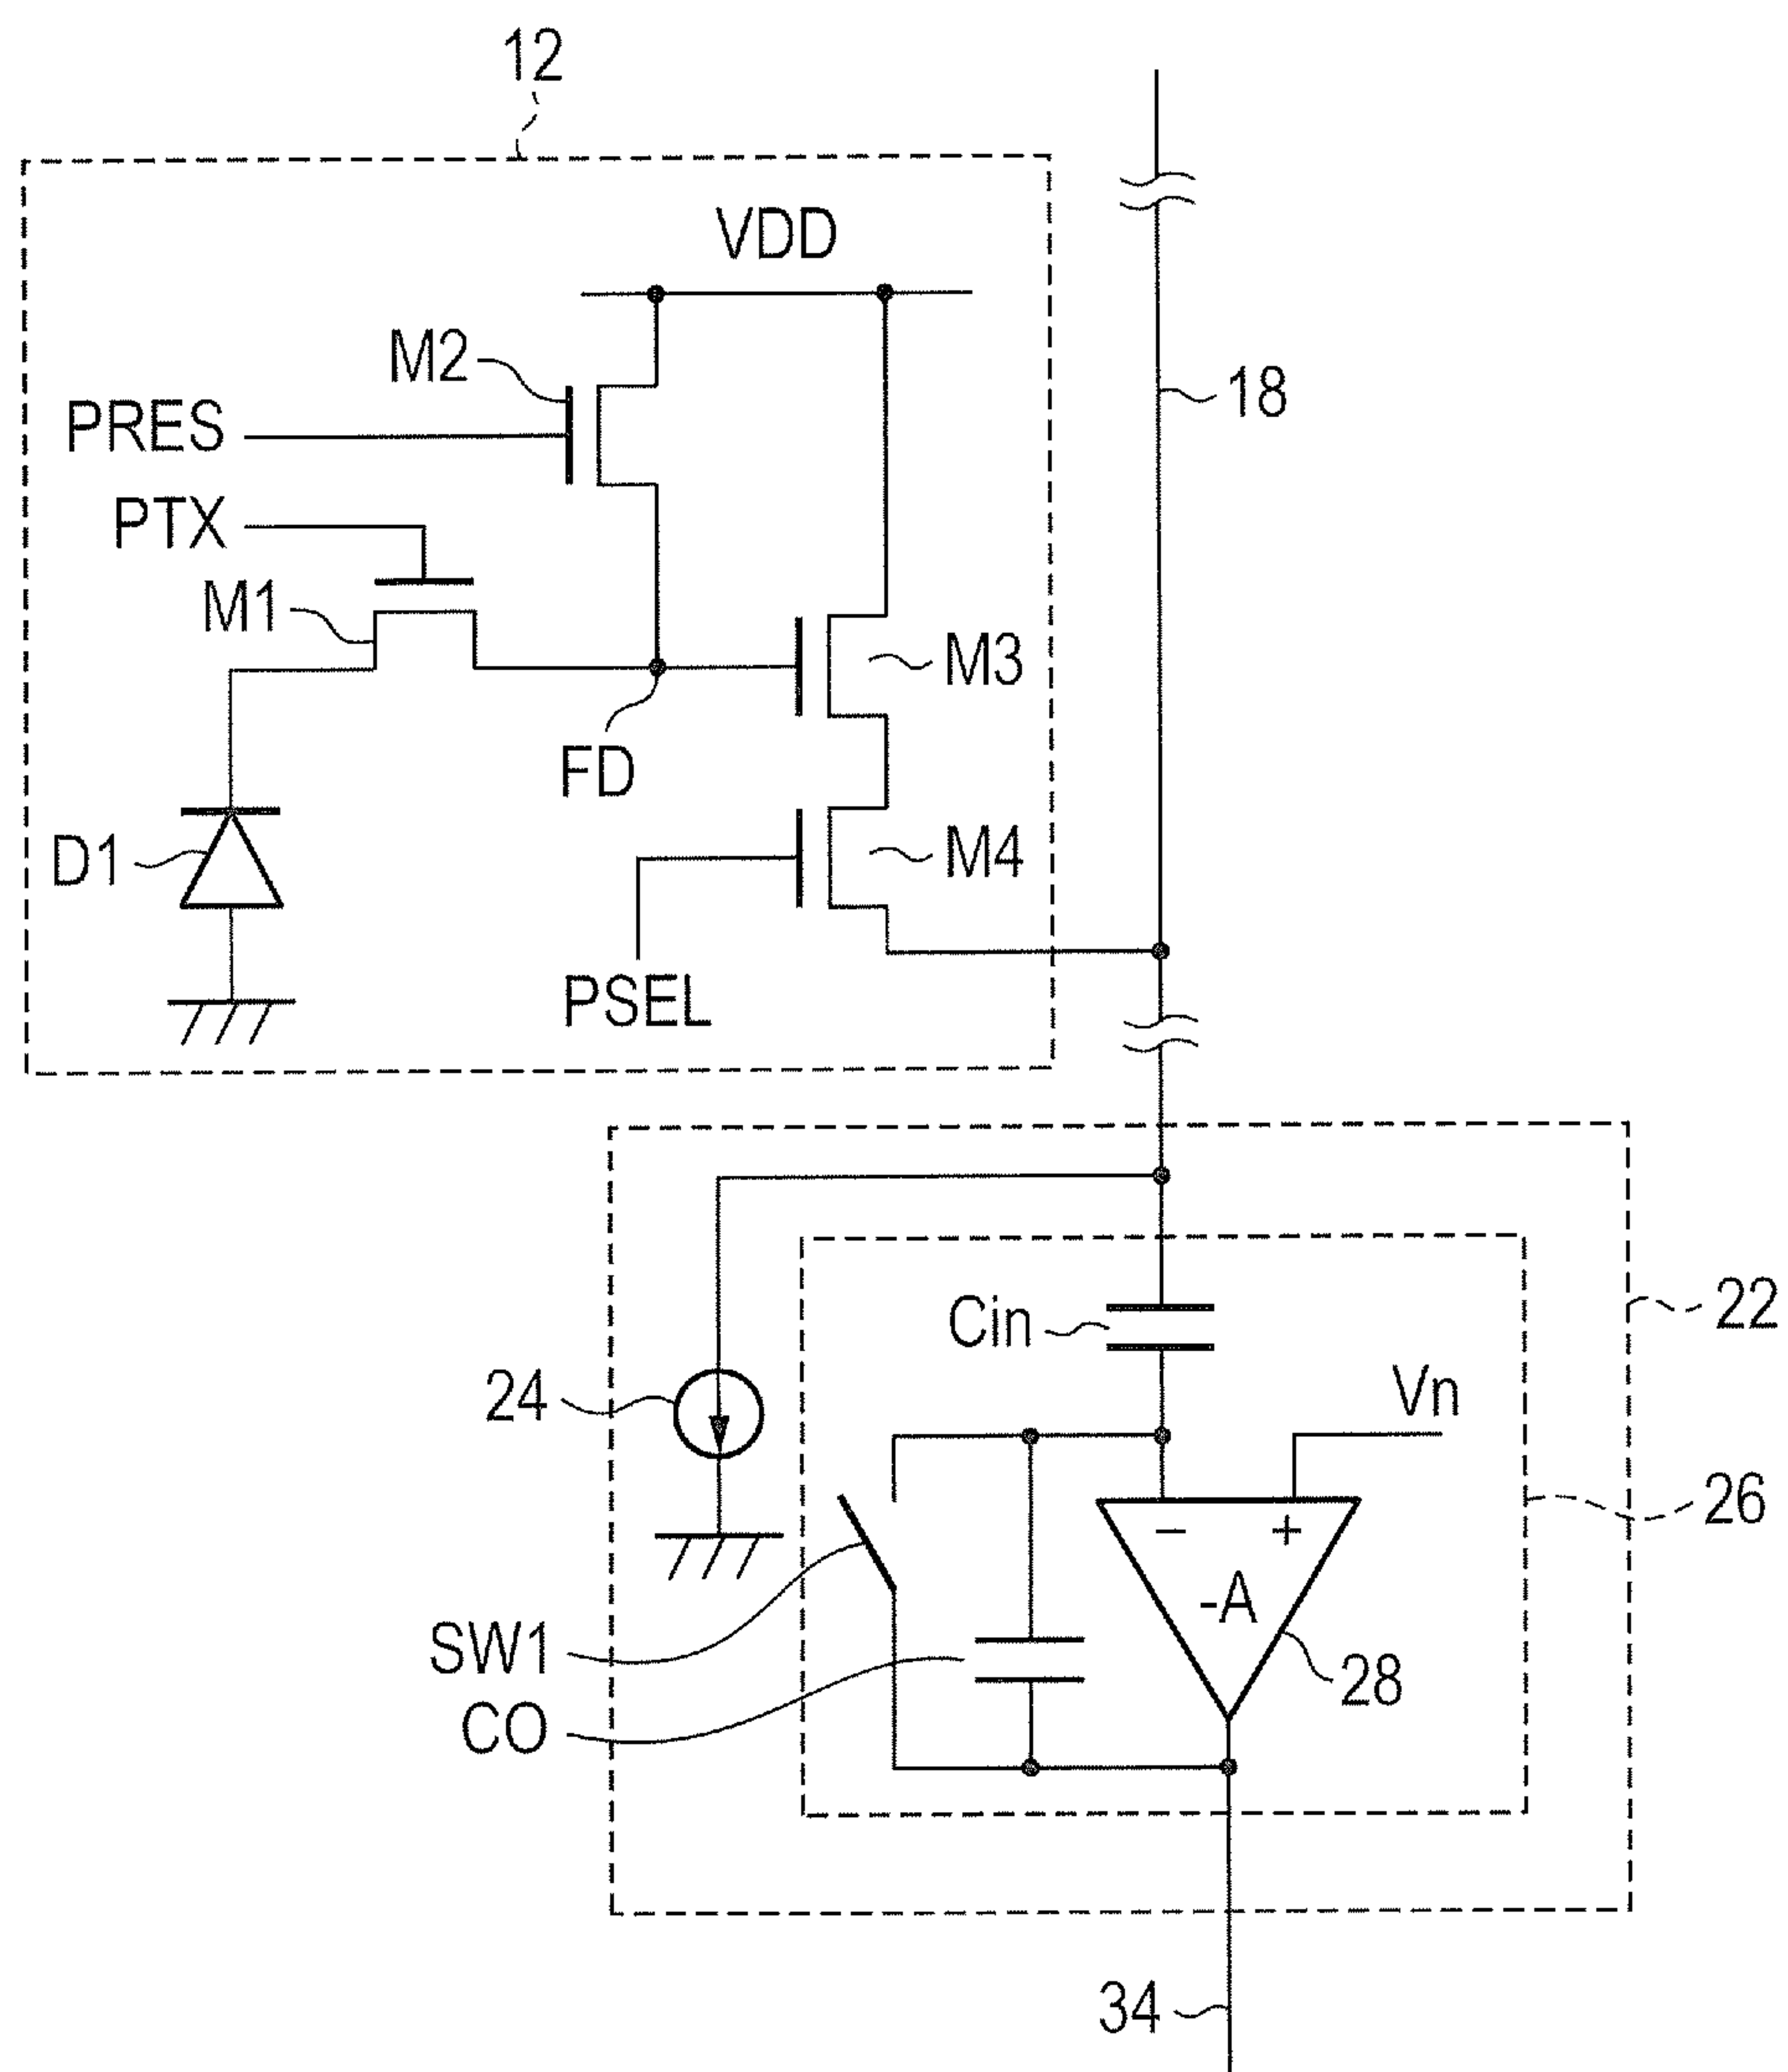 12
VDD
M2
18
PRES
PTX
M1
M3
FD
D1
M4
PSEL
22
Cin
24
Vn
26
− +
-A
SW1
28
CO
34